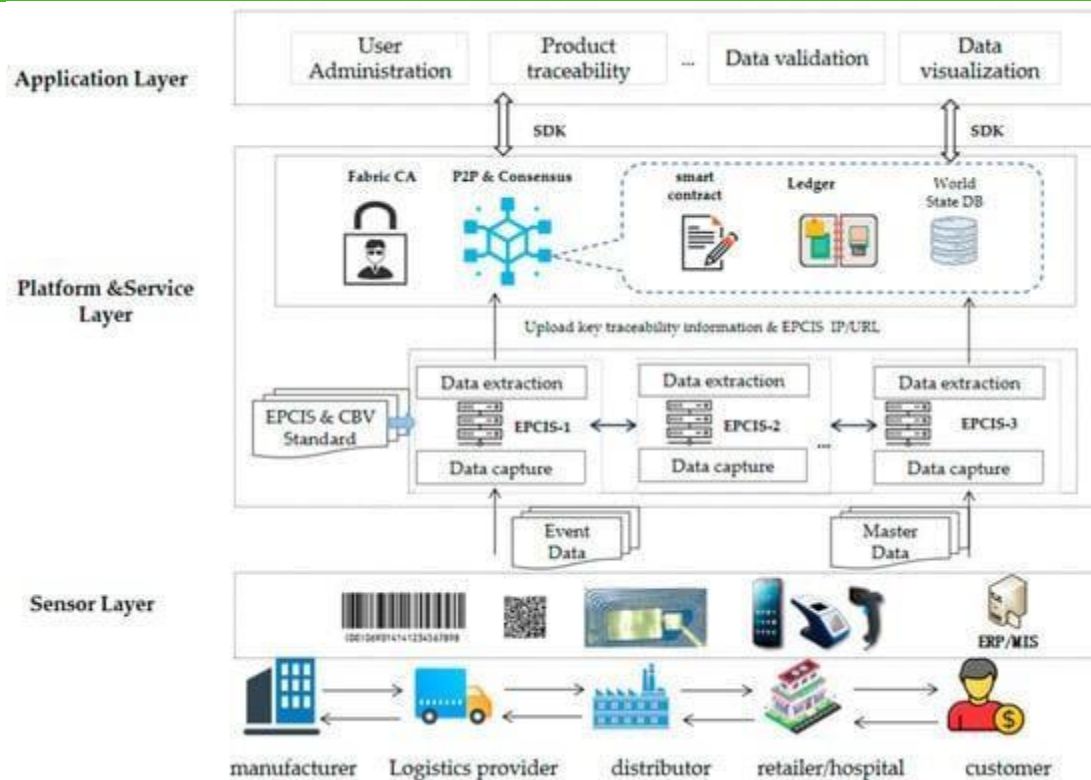 User
Administration
Product
traceability
...
Data validation
Data
visualization
Application Layer
SDK
SDK
Fabric CA
P2P & Consensus
smart
contract
Ledger
World
State DB
Platform &Service
Layer
Upload key traceability information & EPCIS IP/URL
Data extraction
Data extraction
Data extraction
EPCIS & CBV
Standard
EPCIS-1
EPCIS-2
...
EPCIS-3
Data capture
Data capture
Data capture
Event
Data
Master
Data
Sensor Layer
ERP/MIS
manufacturer
Logistics provider
distributor
retailer/hospital
customer